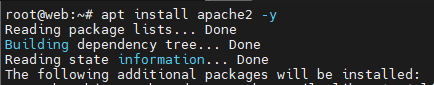 root@web:~# apt install apache2 -y
Reading package lists... Done
Building dependency tree... Done
Reading state information... Done
The following additional packages will be installed: